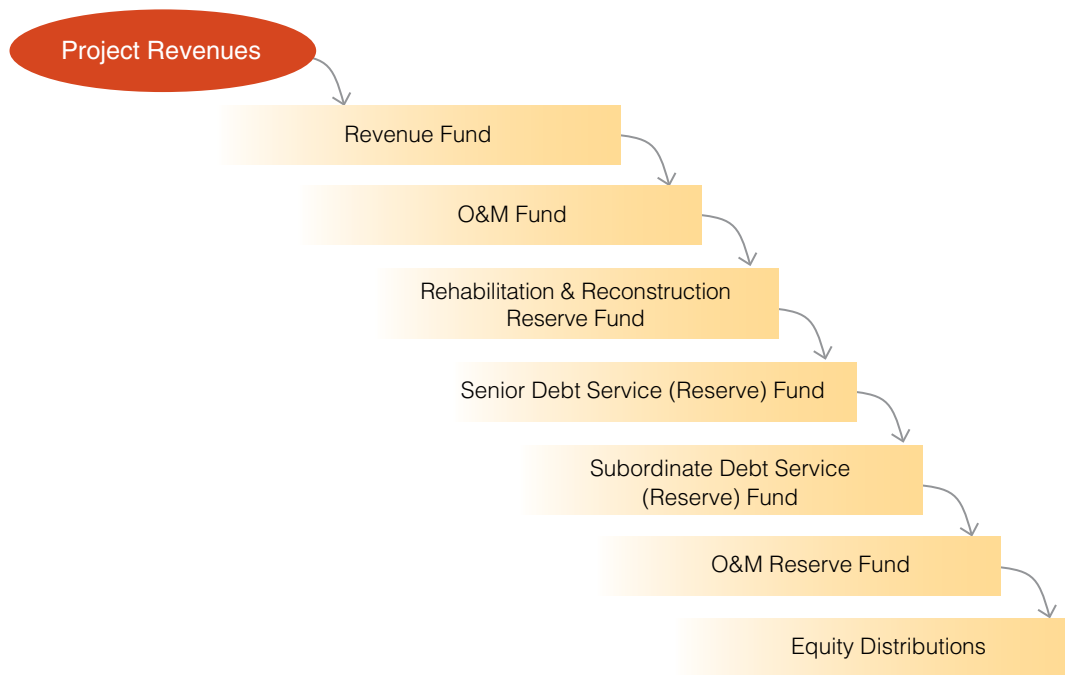 Project Revenues
Revenue Fund
O&M Fund
Rehabilitation & Reconstruction
Reserve Fund
Senior Debt Service (Reserve) Fund
Subordinate Debt Service
(Reserve) Fund
O&M Reserve Fund
Equity Distributions